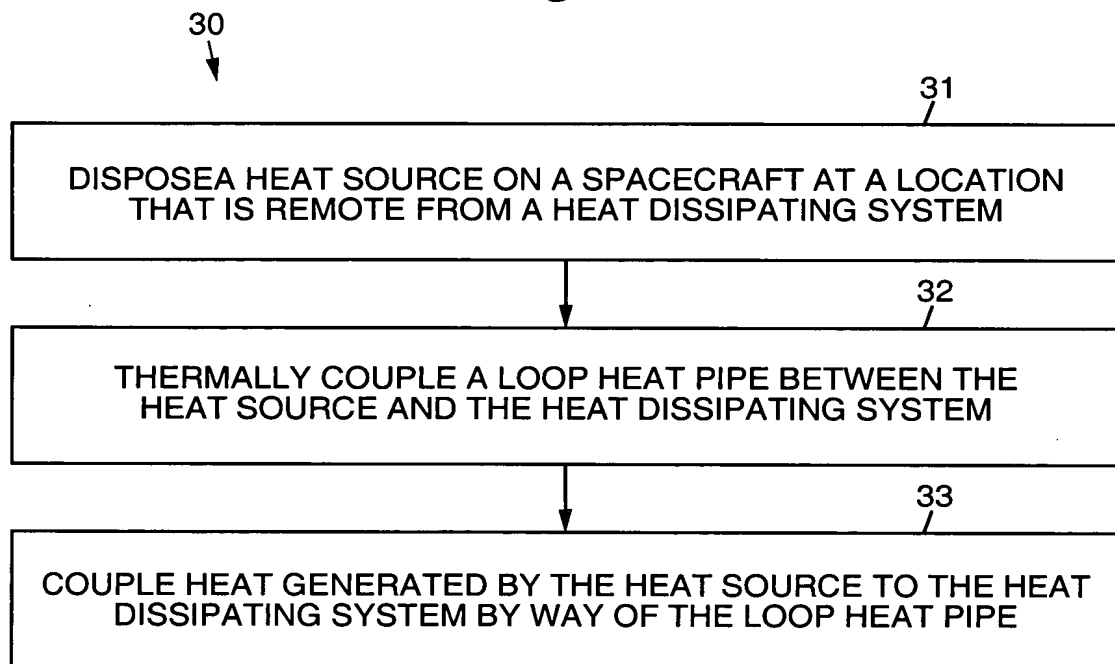 30
31
DISPOSEA HEAT SOURCE ON A SPACECRAFT AT A LOCATION
THAT IS REMOTE FROM A HEAT DISSIPATING SYSTEM
32
THERMALLY COUPLE A LOOP HEAT PIPE BETWEEN THE
HEAT SOURCE AND THE HEAT DISSIPATING SYSTEM
33
COUPLE HEAT GENERATED BY THE HEAT SOURCE TO THE HEAT
DISSIPATING SYSTEM BY WAY OF THE LOOP HEAT PIPE